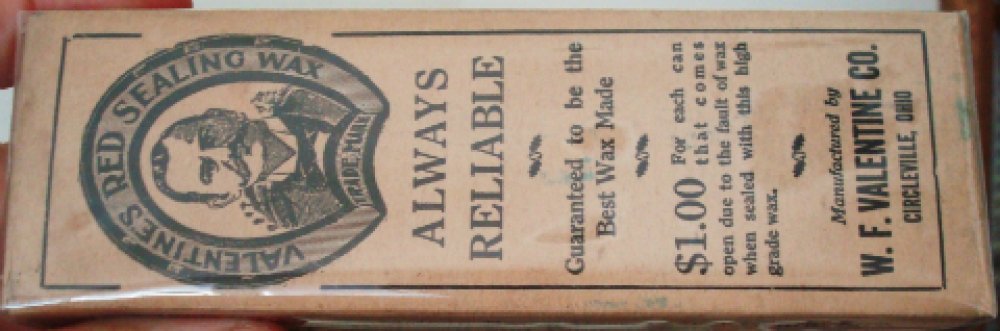 VALENTINE'S RED SEALING WAX
TRADE MARK
ALWAYS
RELIABLE
Guaranteed to be the
Best Wax Made
$1.00 For each can
that comes
open due to the fault of wax
when sealed with this high
grade wax.
Manufactured by
W. F. VALENTINE CO.
CIRCLEVILLE, OHIO